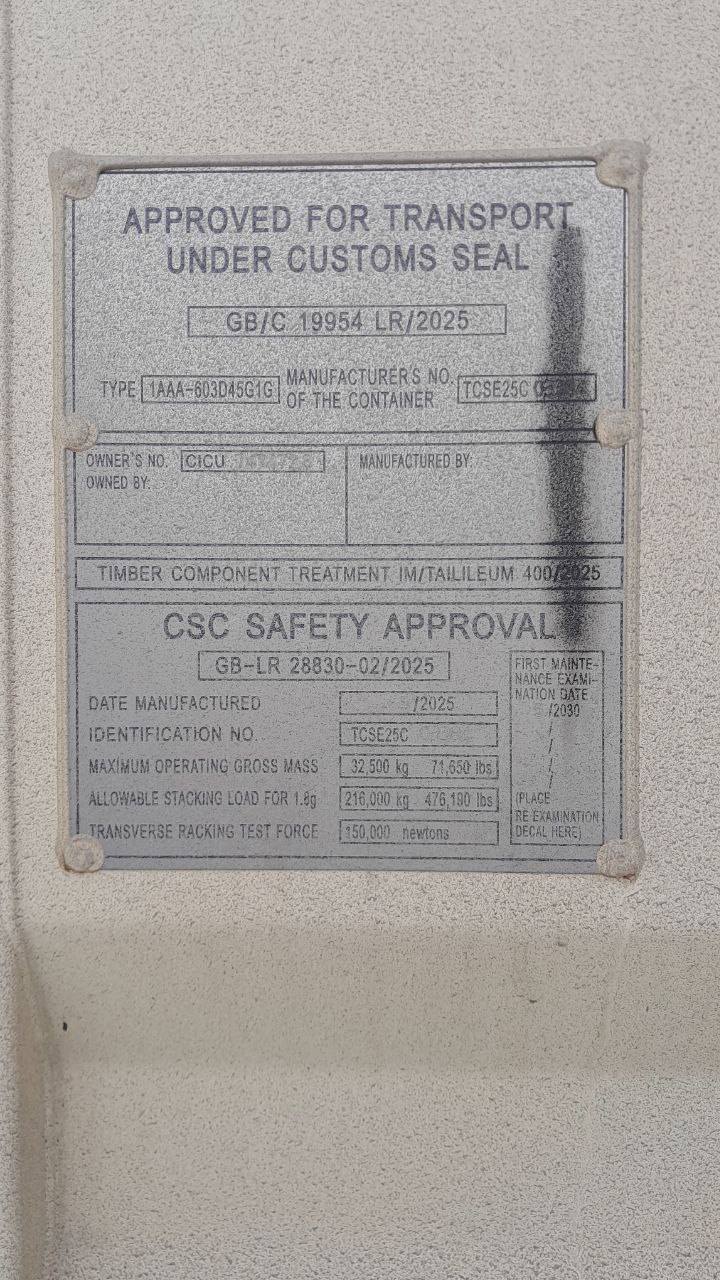 APPROVED FOR TRANSPORT
UNDER CUSTOMS SEAL
GB/C 19954 LR/2025
TYPE 1AAA-603D45G1G MANUFACTURER'S NO. OF THE CONTAINER TCSE25C
OWNER'S NO. CICU
OWNED BY:
MANUFACTURED BY:
TIMBER COMPONENT TREATMENT IM/TAILILEUM 400/2025
CSC SAFETY APPROVAL
GB-LR 28830-02/2025
DATE MANUFACTURED /2025
IDENTIFICATION NO. TCSE25C
MAXIMUM OPERATING GROSS MASS 32,500 kg 71,650 lbs
ALLOWABLE STACKING LOAD FOR 1.8g 216,000 kg 476,190 lbs
TRANSVERSE RACKING TEST FORCE 150,000 newtons
FIRST MAINTE-
NANCE EXAMI-
NATION DATE
/2030
/
/
/
/
(PLACE
RE EXAMINATION
DECAL HERE)